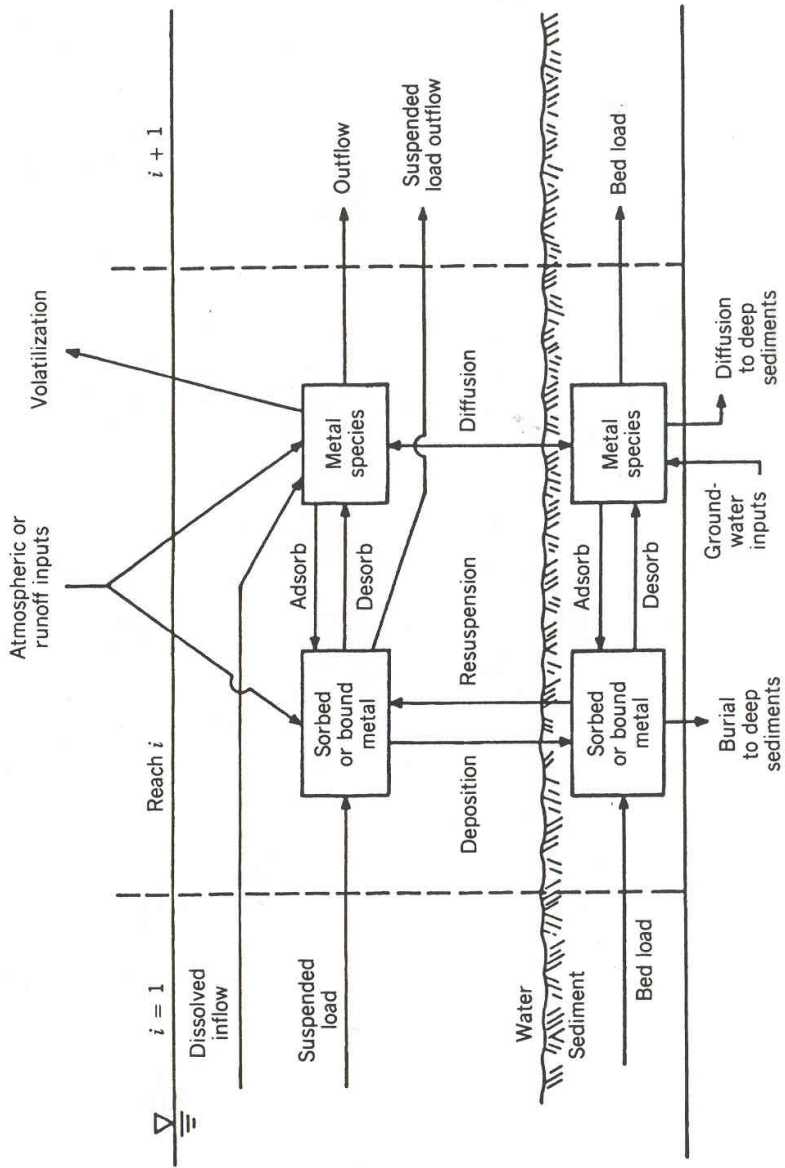 Atmospheric or
runoff inputs
Volatilization
i = 1
Reach i
i + 1
Dissolved
inflow
Suspended
load
Sorbed
or bound
metal
Adsorb
Desorb
Metal
species
Outflow
Suspended
load outflow
Deposition
Resuspension
Diffusion
Water
Sediment
Bed load
Sorbed
or bound
metal
Adsorb
Desorb
Metal
species
Bed load
Burial
to deep
sediments
Ground-
water
inputs
Diffusion
to deep
sediments